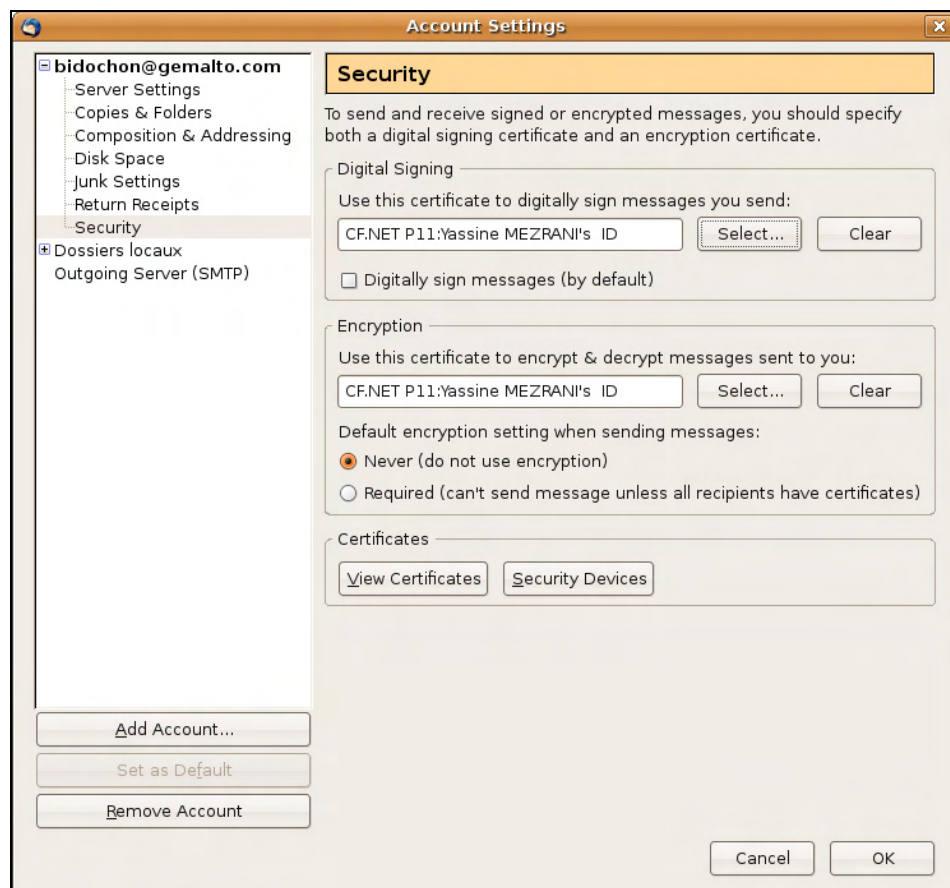 Account Settings
bidochon@gemalto.com
Server Settings
Copies & Folders
Composition & Addressing
Disk Space
Junk Settings
Return Receipts
Security
Dossiers locaux
Outgoing Server (SMTP)
Add Account...
Set as Default
Remove Account
Security
To send and receive signed or encrypted messages, you should specify
both a digital signing certificate and an encryption certificate.
Digital Signing
Use this certificate to digitally sign messages you send:
CF.NET P11:Yassine MEZRANI's ID Select... Clear
Digitally sign messages (by default)
Encryption
Use this certificate to encrypt & decrypt messages sent to you:
CF.NET P11:Yassine MEZRANI's ID Select... Clear
Default encryption setting when sending messages:
Never (do not use encryption)
Required (can't send message unless all recipients have certificates)
Certificates
View Certificates Security Devices
Cancel OK